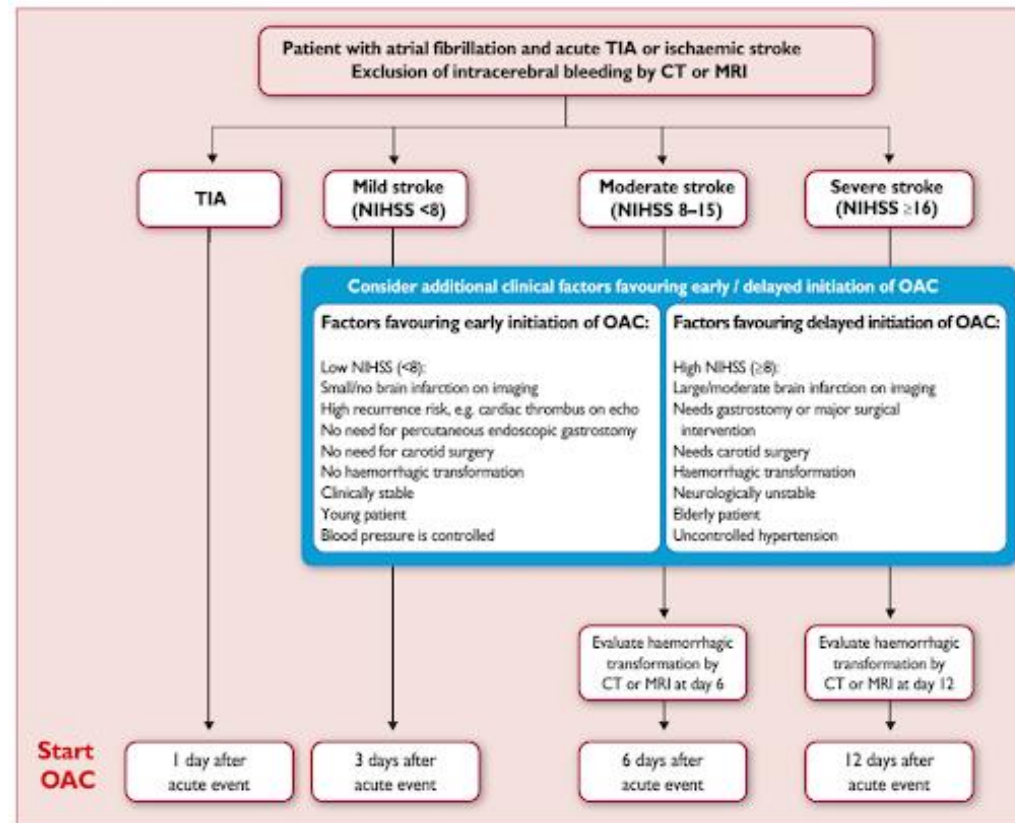 Patient with atrial fibrillation and acute TIA or ischaemic stroke
Exclusion of intracerebral bleeding by CT or MRI
TIA
Mild stroke
(NIHSS <8)
Moderate stroke
(NIHSS 8–15)
Severe stroke
(NIHSS ≥16)
Consider additional clinical factors favouring early / delayed initiation of OAC
Factors favouring early initiation of OAC:
Low NIHSS (<8):
Small/no brain infarction on imaging
High recurrence risk, e.g. cardiac thrombus on echo
No need for percutaneous endoscopic gastrostomy
No need for carotid surgery
No haemorrhagic transformation
Clinically stable
Young patient
Blood pressure is controlled
Factors favouring delayed initiation of OAC:
High NIHSS (≥8):
Large/moderate brain infarction on imaging
Needs gastrostomy or major surgical
intervention
Needs carotid surgery
Haemorrhagic transformation
Neurologically unstable
Elderly patient
Uncontrolled hypertension
Evaluate haemorrhagic
transformation by
CT or MRI at day 6
Evaluate haemorrhagic
transformation by
CT or MRI at day 12
Start
OAC
1 day after
acute event
3 days after
acute event
6 days after
acute event
12 days after
acute event